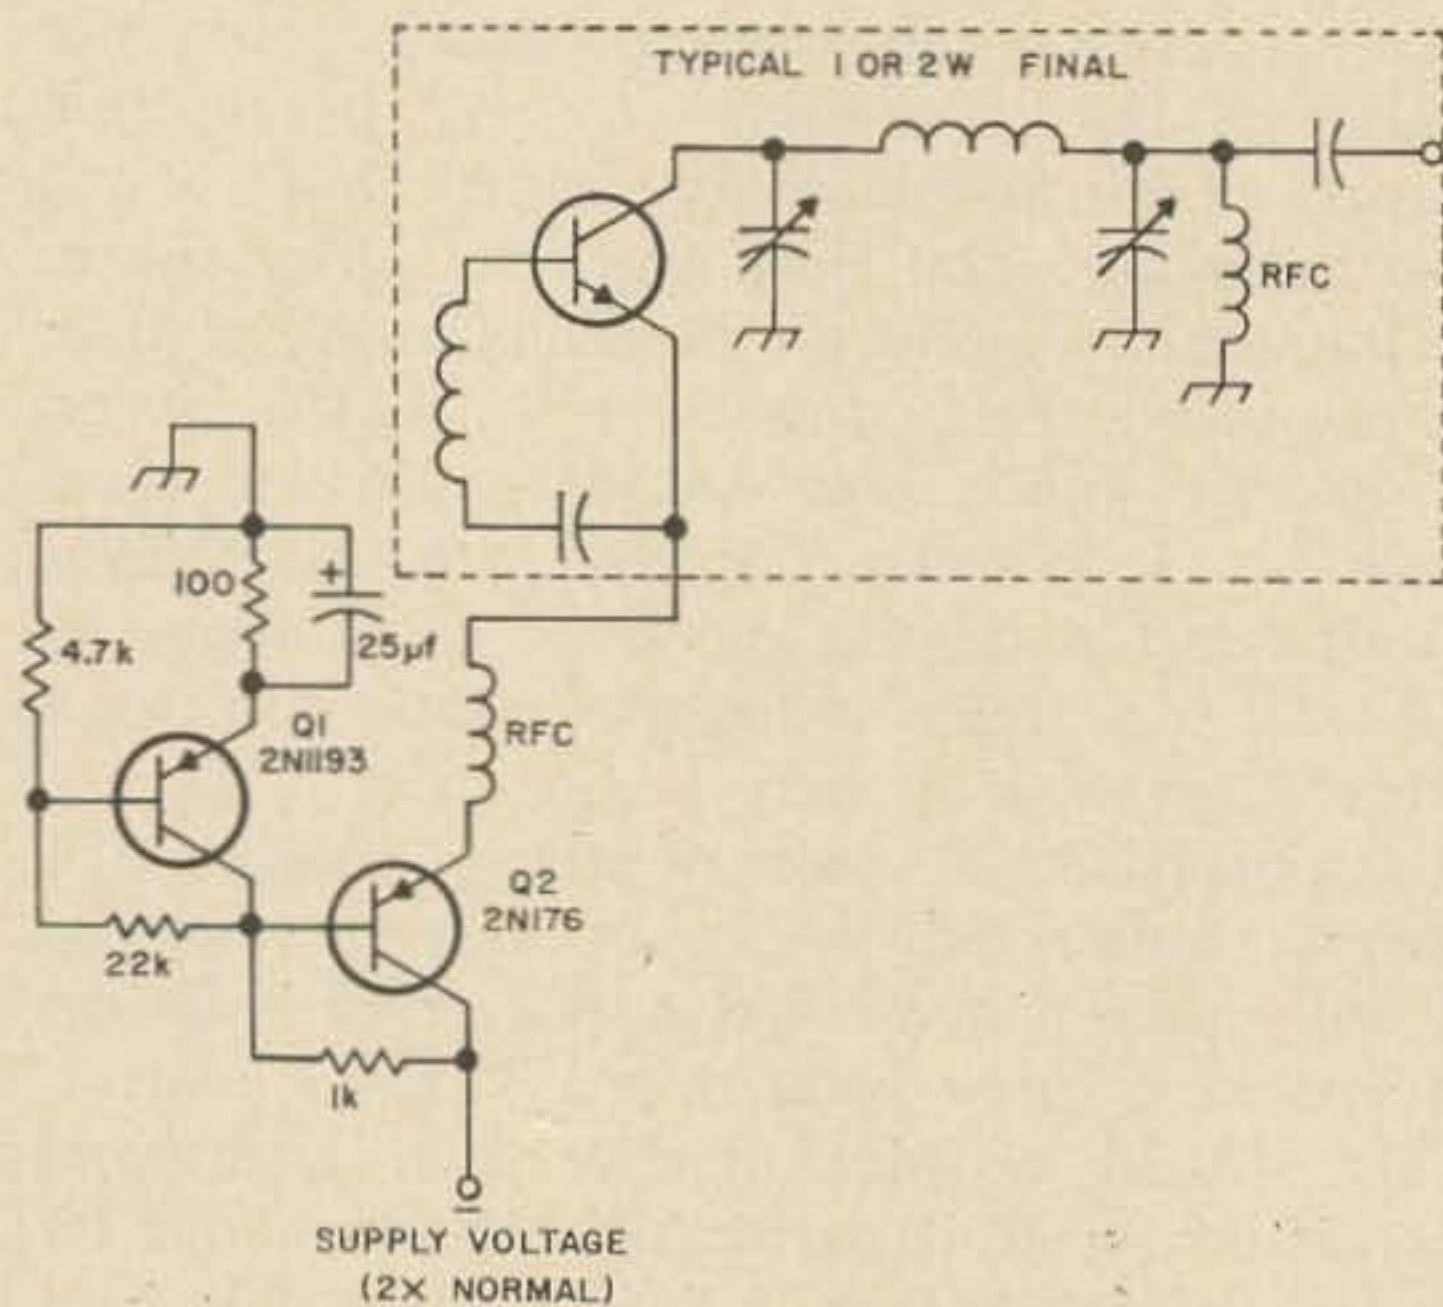 TYPICAL 1 OR 2W FINAL
RFC
100
+
25µf
4.7k
Q1
2N1193
RFC
Q2
2N176
22k
1k
–
SUPPLY VOLTAGE
(2X NORMAL)